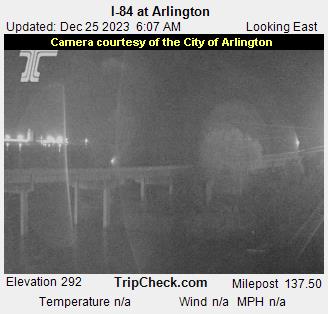 I-84 at Arlington
Updated: Dec 25 2023 6:07 AM Looking East
Camera courtesy of the City of Arlington
Elevation 292 TripCheck.com Milepost 137.50
Temperature n/a Wind n/a MPH n/a